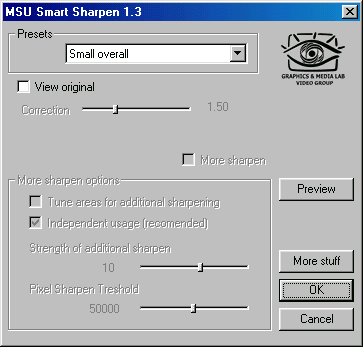 MSU Smart Sharpen 1.3
Presets
Small overall
GRAPHICS & MEDIA LAB
VIDEO GROUP
View original
Correction 1.50
More sharpen
More sharpen options
Tune areas for additional sharpening
Independent usage (recomended)
Strength of additional sharpen
10
Pixel Sharpen Treshold
50000
Preview
More stuff
OK
Cancel